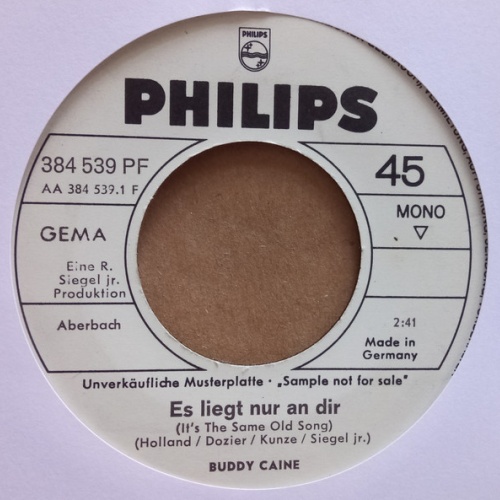 PHILIPS
PHILIPS
384 539 PF
AA 384 539.1 F
45
MONO
GEMA
Eine R.
Siegel jr.
Produktion
Aberbach
2:41
Made in
Germany
Unverkäufliche Musterplatte · „Sample not for sale"
Es liegt nur an dir
(It's The Same Old Song)
(Holland / Dozier / Kunze / Siegel jr.)
BUDDY CAINE